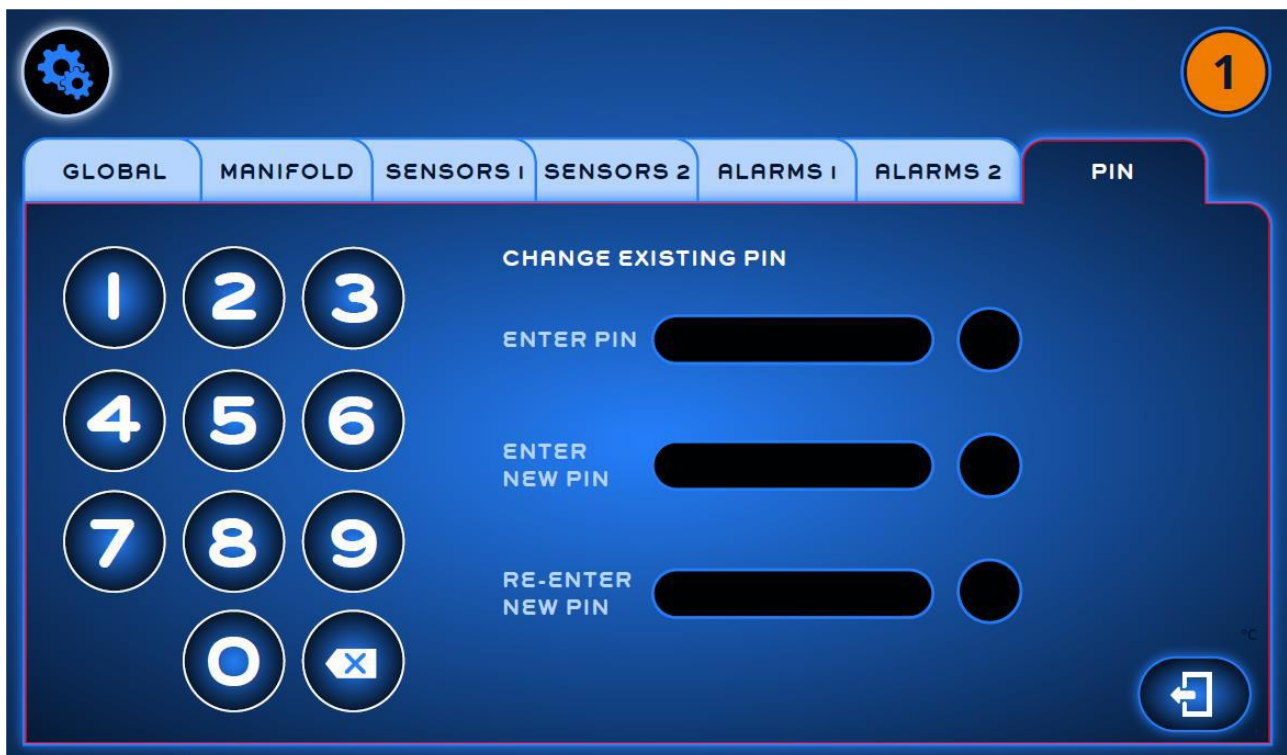 1
GLOBAL MANIFOLD SENSORS 1 SENSORS 2 ALARMS 1 ALARMS 2 PIN
1 2 3
4 5 6
7 8 9
0
CHANGE EXISTING PIN
ENTER PIN
ENTER
NEW PIN
RE-ENTER
NEW PIN
°C